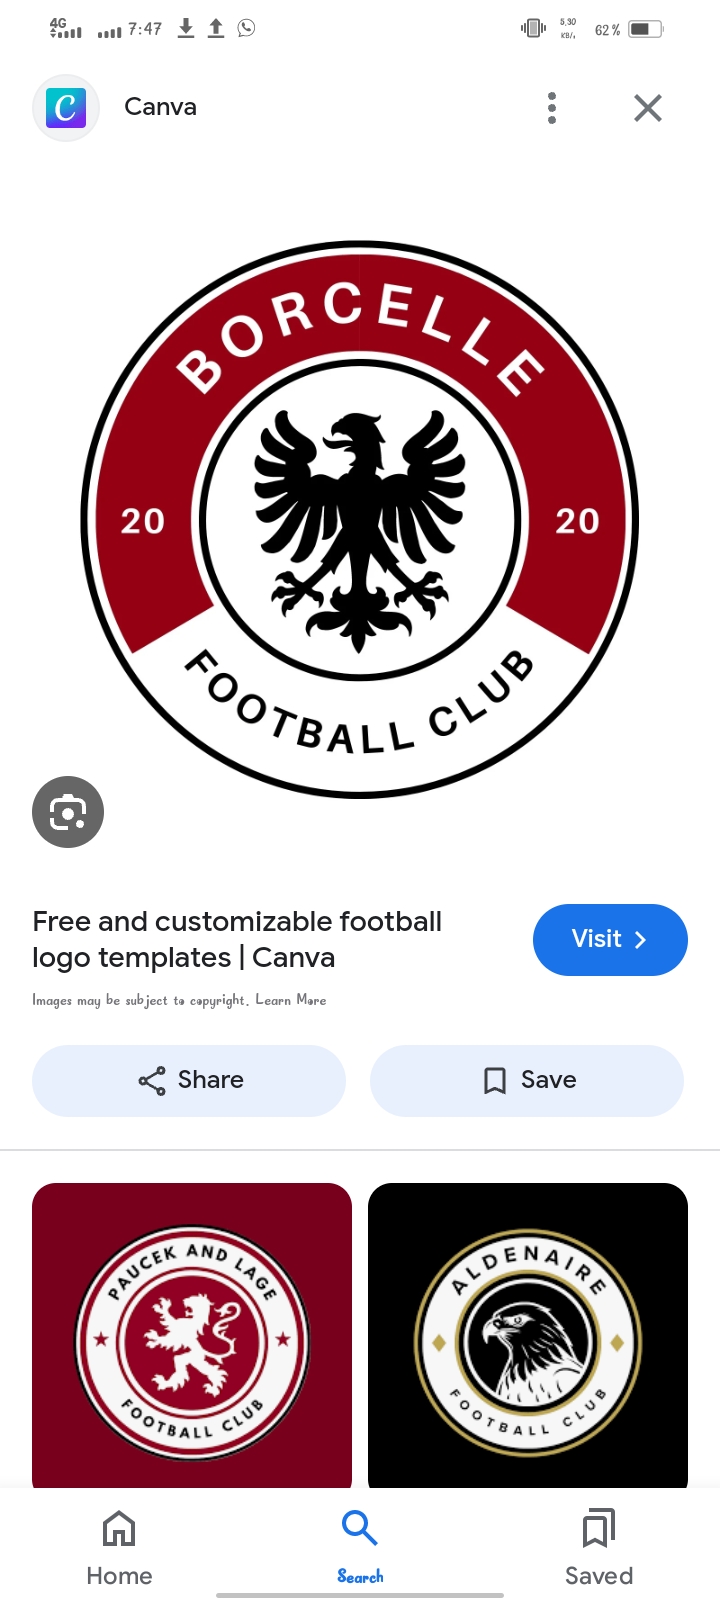 4G
7:47
5.30
KB/s
62%
Canva
BORCELLE
20
20
FOOTBALL CLUB
Free and customizable football
logo templates | Canva
Visit
Images may be subject to copyright. Learn More
Share
Save
PAUCEK AND LAGE
FOOTBALL CLUB
ALDENAIRE
FOOTBALL CLUB
Home
Search
Saved